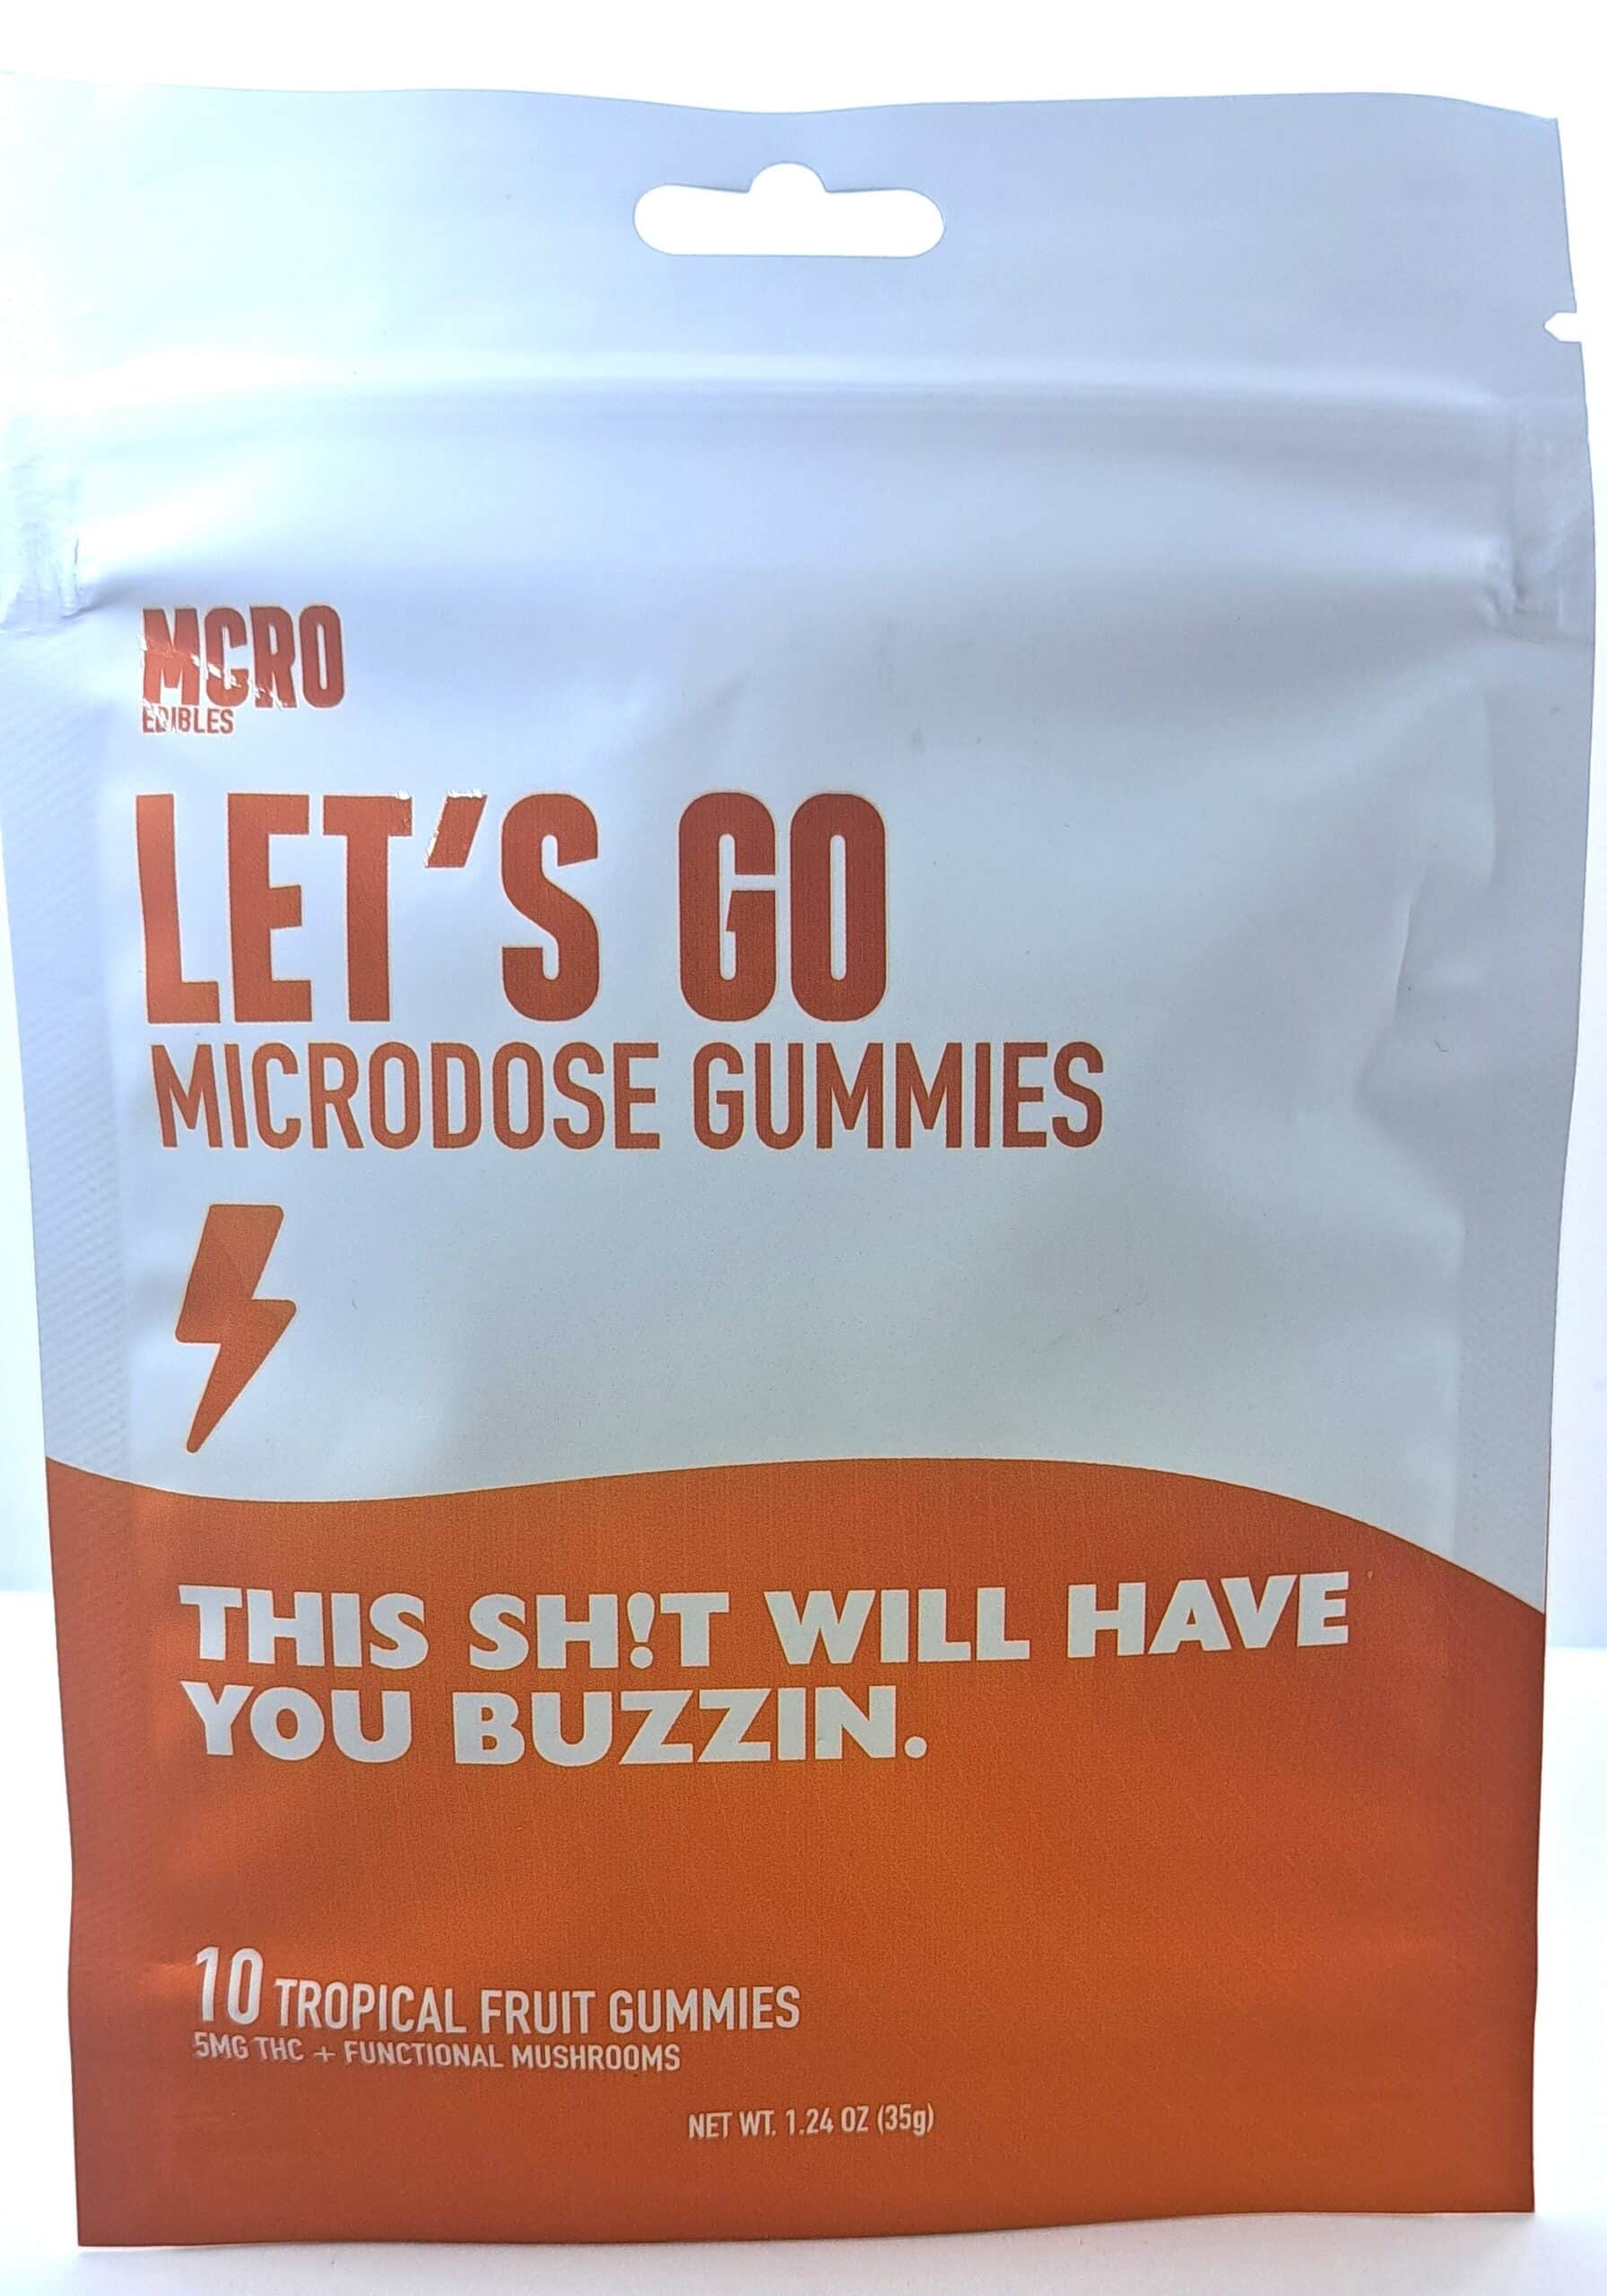 MCRO
EDIBLES
LET'S GO
MICRODOSE GUMMIES
THIS SH!T WILL HAVE
YOU BUZZIN.
10 TROPICAL FRUIT GUMMIES
5MG THC + FUNCTIONAL MUSHROOMS
NET WT. 1.24 OZ (35g)